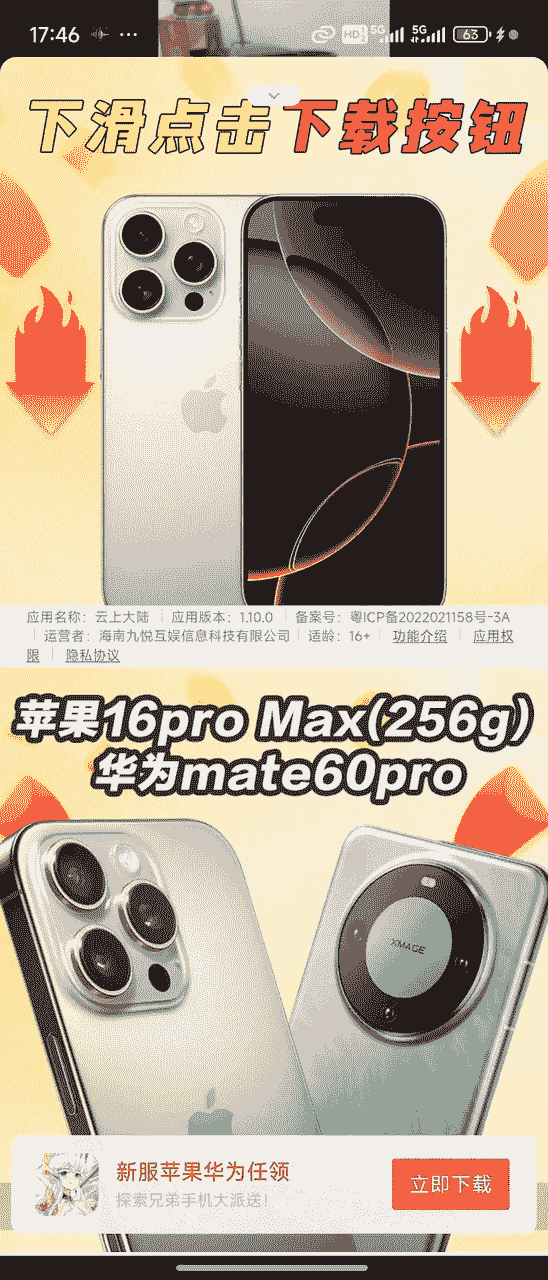 17:46
HD 5G 5G 63
下滑点击下载按钮
应用名称：云上大陆 | 应用版本：1.10.0 | 备案号：粤ICP备2022021158号-3A
| 运营者：海南九悦互娱信息科技有限公司 | 适龄：16+ | 功能介绍 | 应用权
限 | 隐私协议
苹果16pro Max(256g)
华为mate60pro
XMAGE
新服苹果华为任领
探索兄弟手机大派送！
立即下载